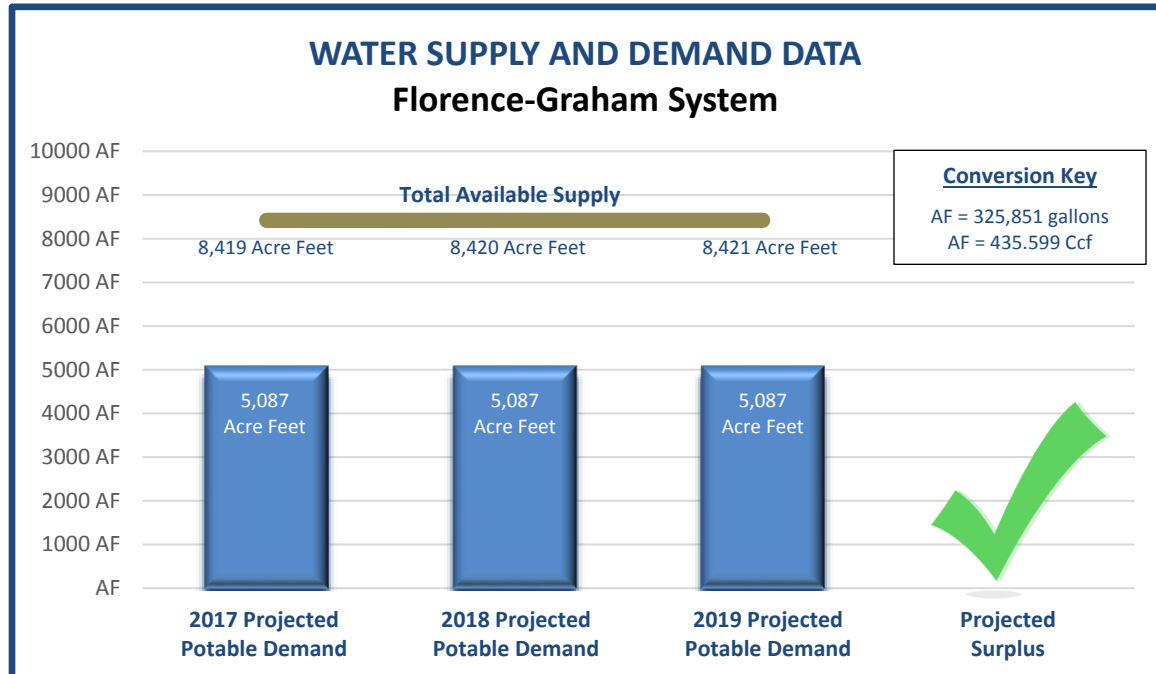 WATER SUPPLY AND DEMAND DATA
Florence-Graham System
10000 AF
9000 AF
8000 AF
7000 AF
6000 AF
5000 AF
4000 AF
3000 AF
2000 AF
1000 AF
AF
Total Available Supply
8,419 Acre Feet
8,420 Acre Feet
8,421 Acre Feet
Conversion Key
AF = 325,851 gallons
AF = 435.599 Ccf
5,087
Acre Feet
5,087
Acre Feet
5,087
Acre Feet
2017 Projected
Potable Demand
2018 Projected
Potable Demand
2019 Projected
Potable Demand
Projected
Surplus